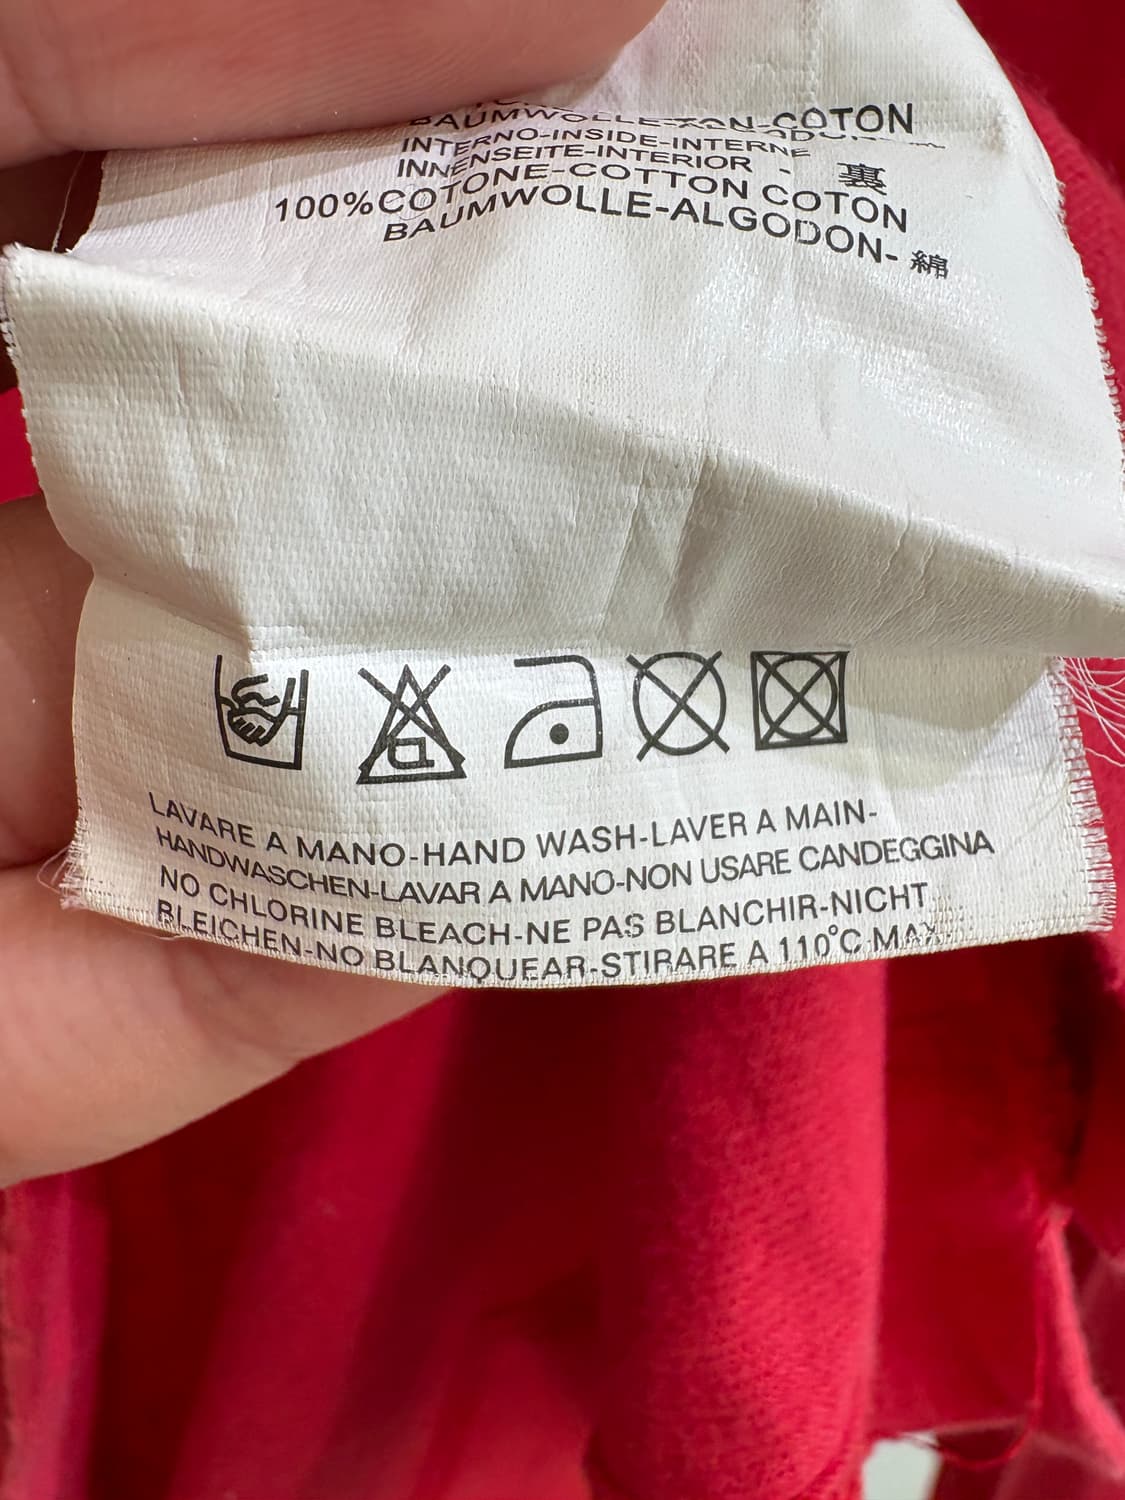 BAUMWOLLE- -COTON
INTERNO-INSIDE-INTERNE
INNENSEITE-INTERIOR - 裏
100%COTONE-COTTON COTON
BAUMWOLLE-ALGODON- 綿
LAVARE A MANO-HAND WASH-LAVER A MAIN-
HANDWASCHEN-LAVAR A MANO-NON USARE CANDEGGINA
NO CHLORINE BLEACH-NE PAS BLANCHIR-NICHT
BLEICHEN-NO BLANQUEAR-STIRARE A 110°C MAX